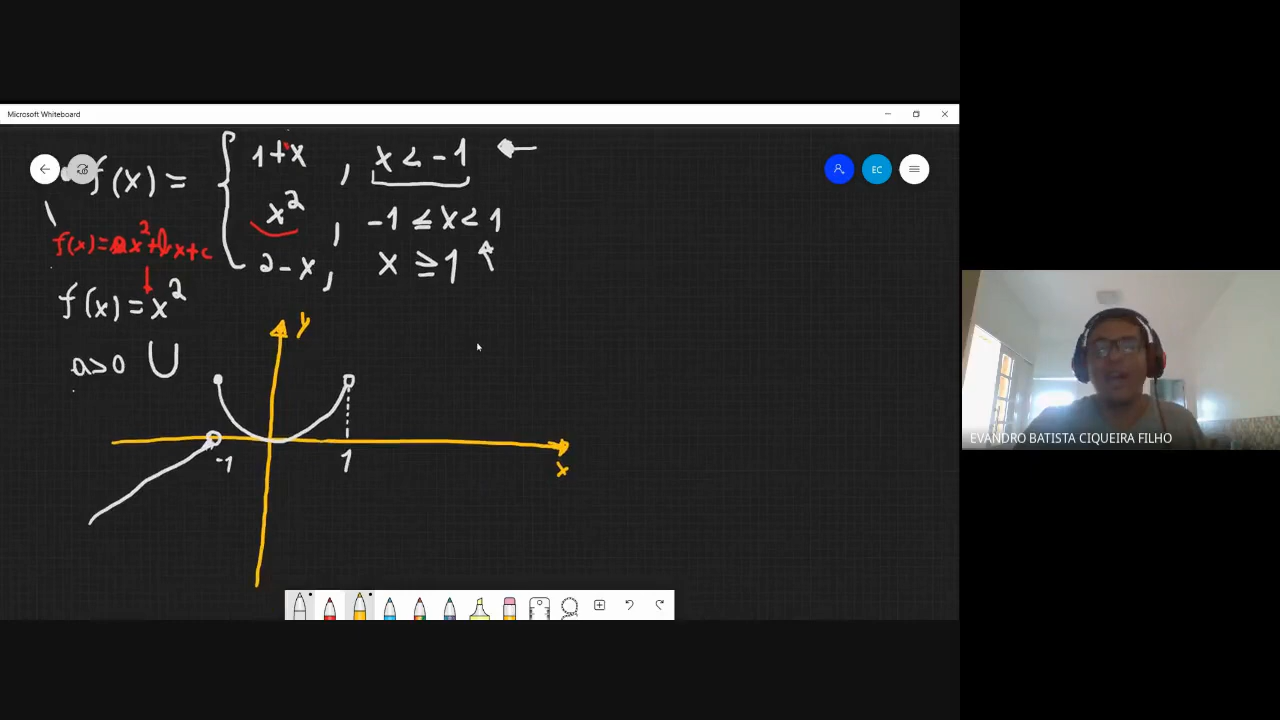 Microsoft Whiteboard
f(x) = { 1+x , x < -1
x² , -1 ≤ x < 1
2-x , x ≥ 1
f(x)=ax²+bx+c
f(x)=x²
a>0
y
-1
1
x
EC
EVANDRO BATISTA CIQUEIRA FILHO